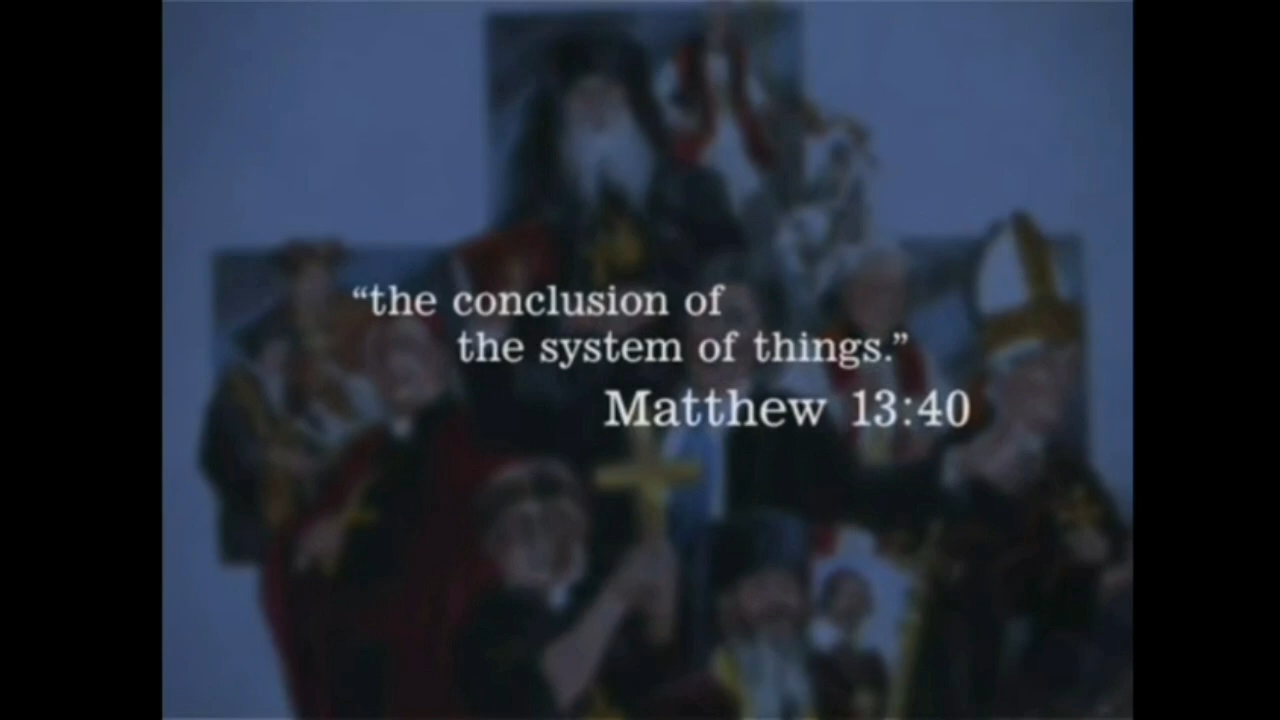 “the conclusion of
the system of things.”
Matthew 13:40